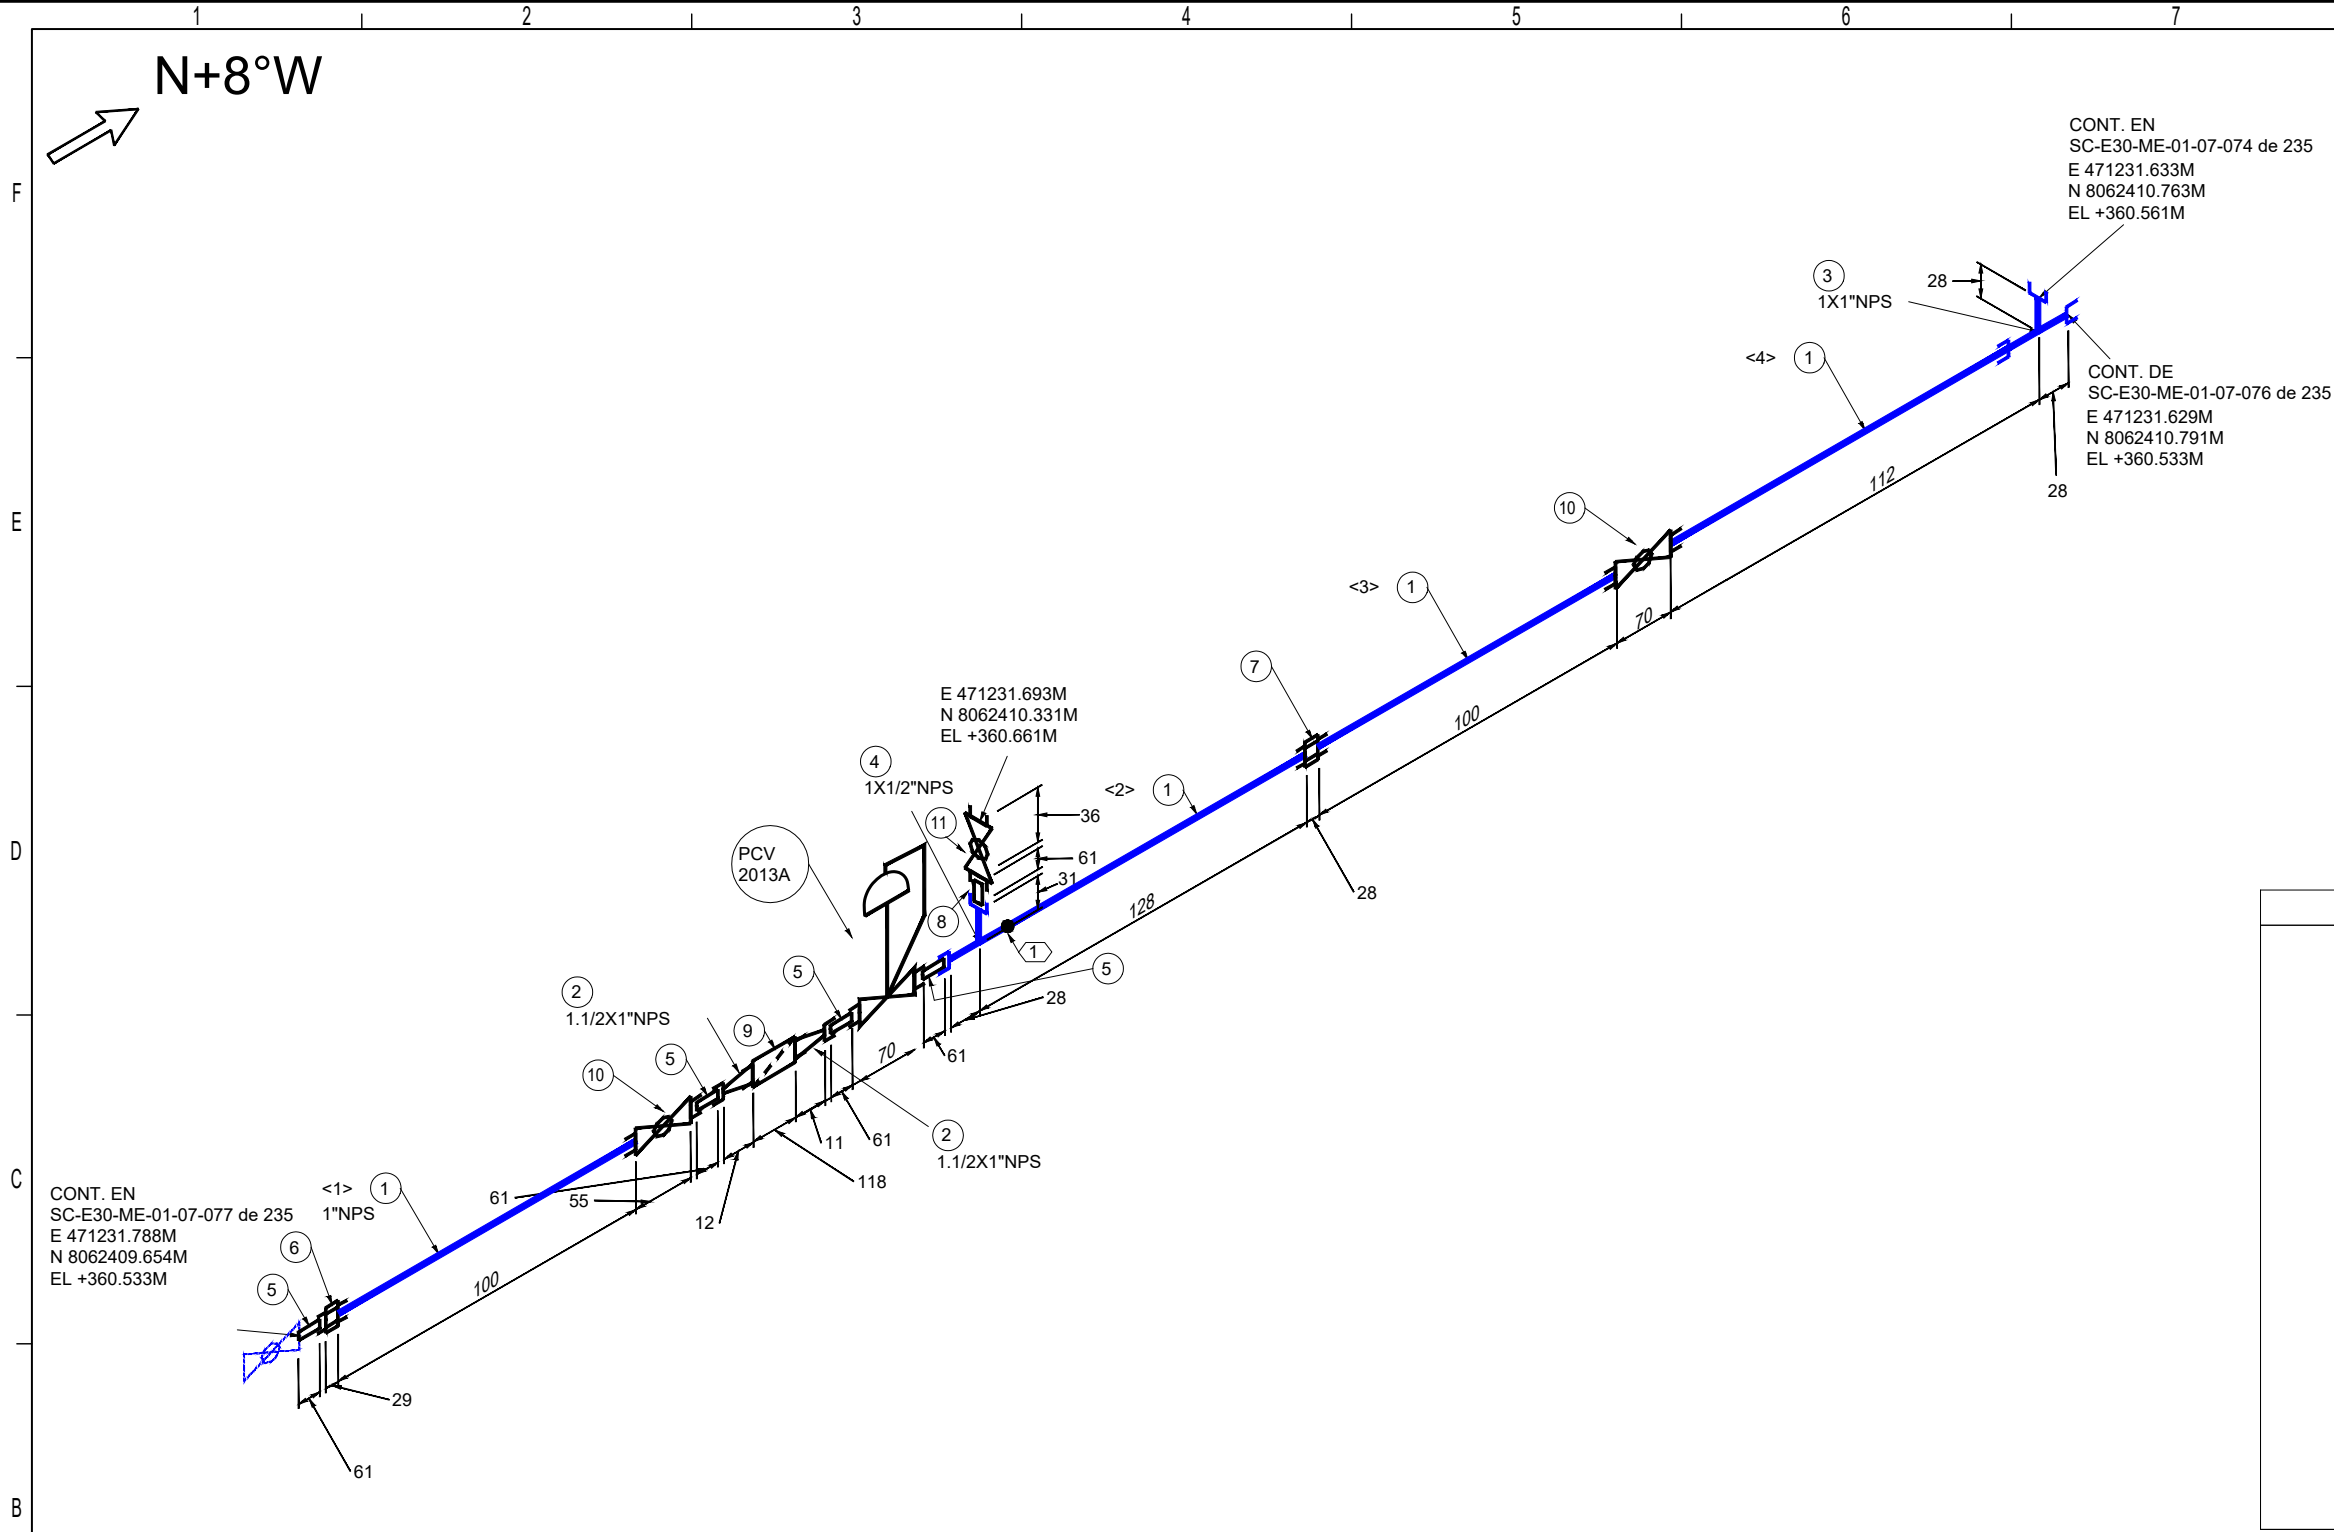 1 2 3 4 5 6 7
N+8°W
F
E
D
C
B
CONT. EN
SC-E30-ME-01-07-074 de 235
E 471231.633M
N 8062410.763M
EL +360.561M
3
1X1"NPS
28
<4> 1
CONT. DE
SC-E30-ME-01-07-076 de 235
E 471231.629M
N 8062410.791M
EL +360.533M
28
112
10
70
<3> 1
100
7
28
E 471231.693M
N 8062410.331M
EL +360.661M
4
1X1/2"NPS
<2> 1
36
61
31
11
8
128
PCV
2013A
1
5
28
61
70
5
2
1.1/2X1"NPS
9
5
10
61
11
118
2
1.1/2X1"NPS
12
55
61
CONT. EN
SC-E30-ME-01-07-077 de 235
E 471231.788M
N 8062409.654M
EL +360.533M
<1> 1
1"NPS
6
5
100
29
61